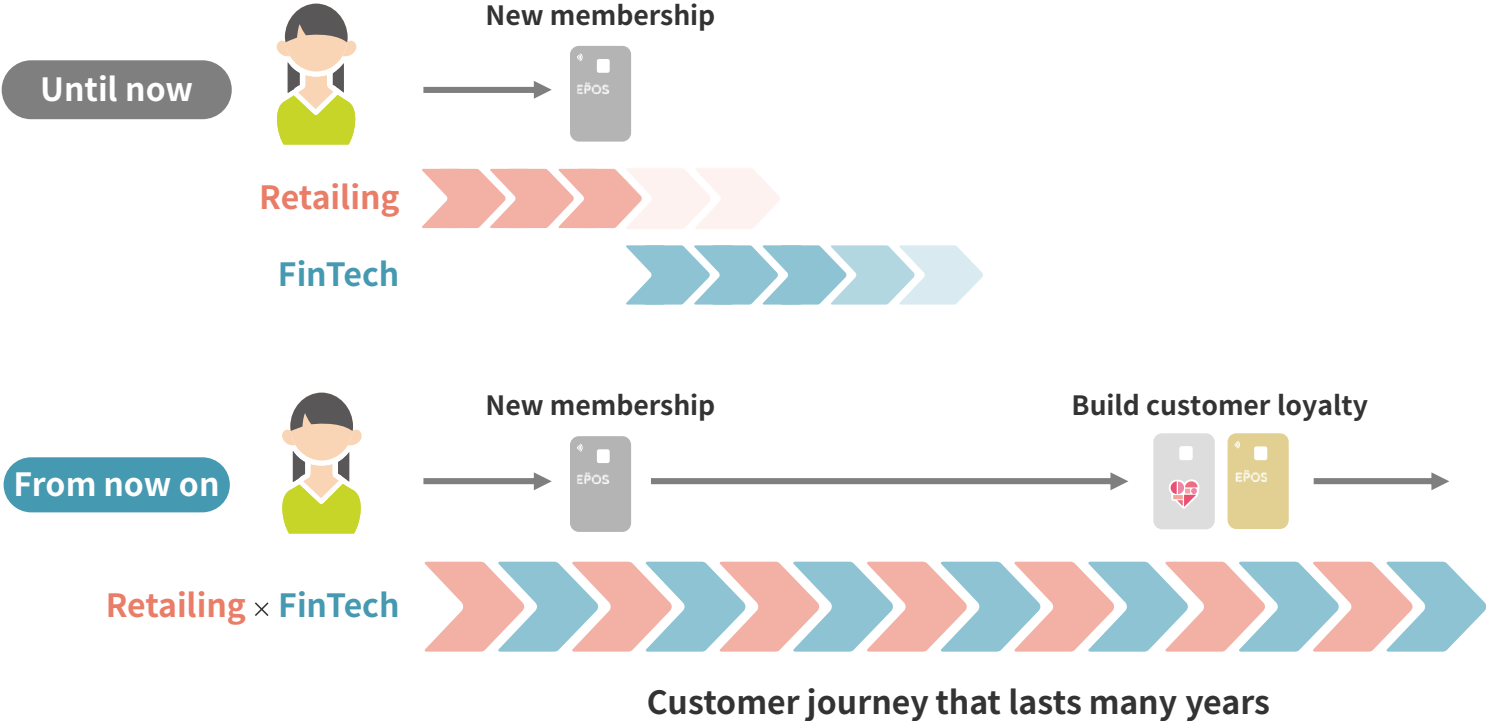 New membership
Until now
EPOS
Retailing
FinTech
New membership
Build customer loyalty
From now on
EPOS
EPOS
Retailing × FinTech
Customer journey that lasts many years